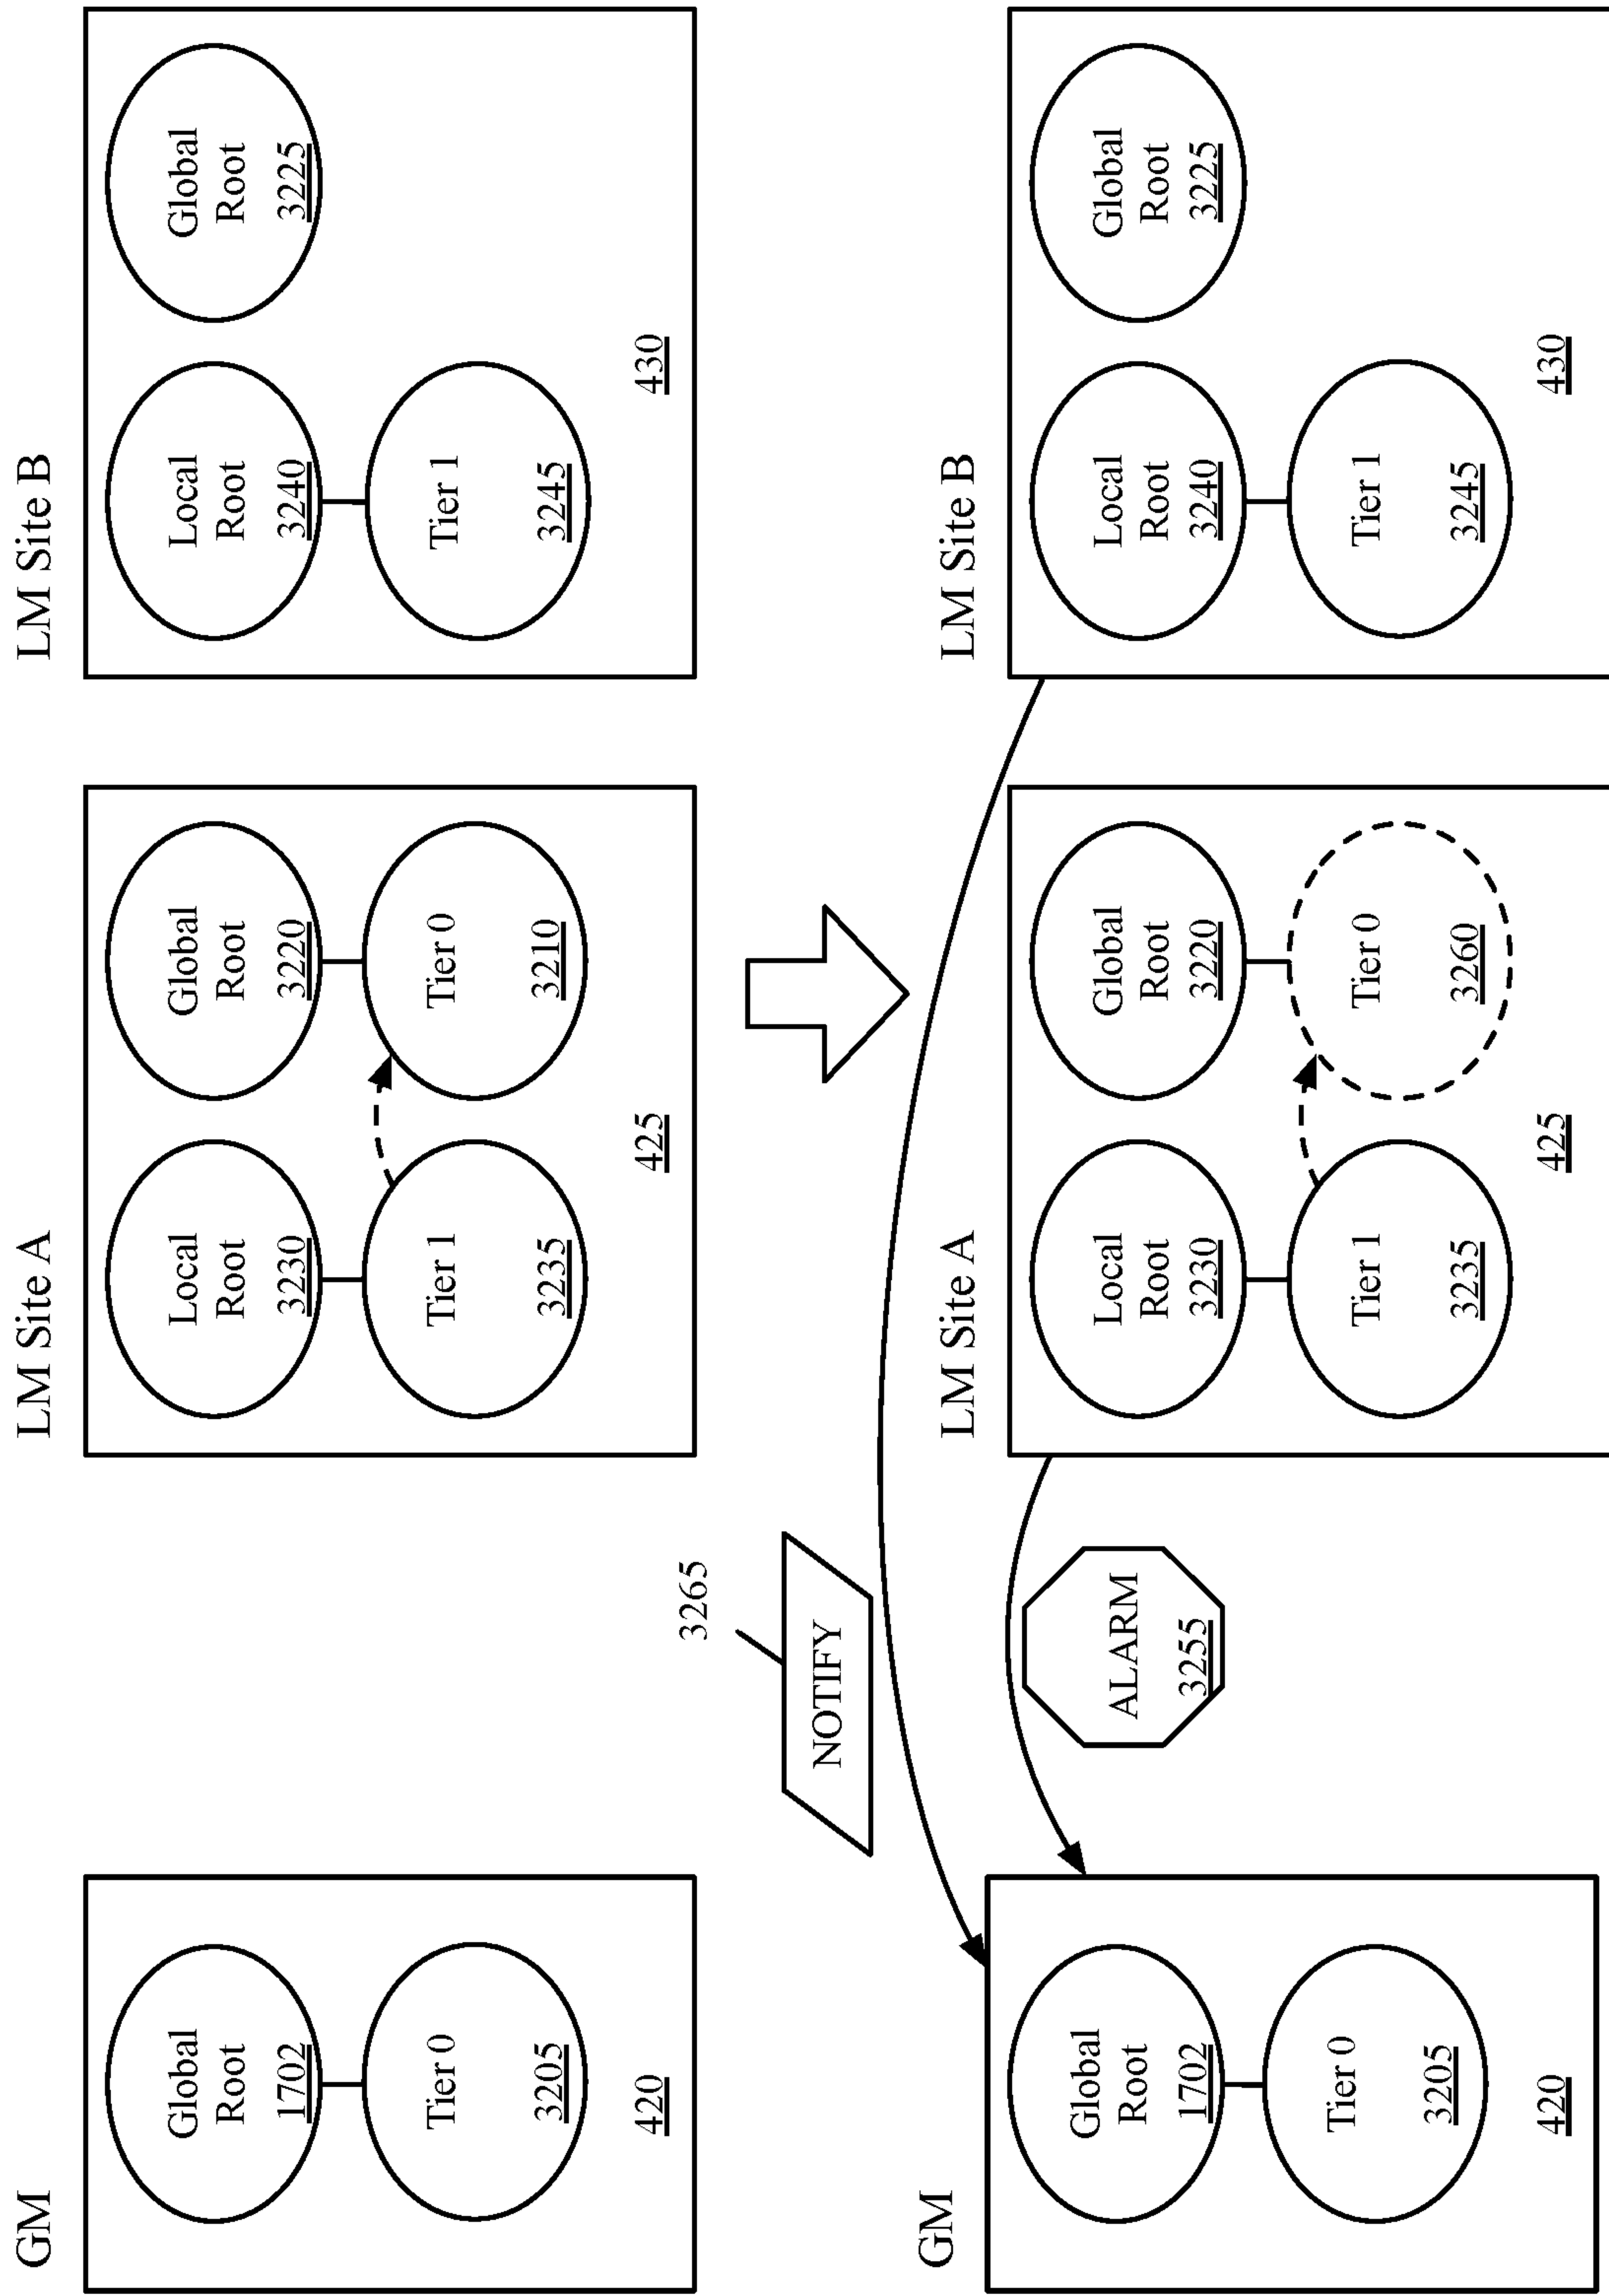 GM
Global
Root
1702
Tier 0
3205
420
LM Site A
Local
Root
3230
Global
Root
3220
Tier 1
3235
Tier 0
3210
425
LM Site B
Local
Root
3240
Global
Root
3225
Tier 1
3245
430
3265
NOTIFY
ALARM
3255
GM
Global
Root
1702
Tier 0
3205
420
LM Site A
Local
Root
3230
Global
Root
3220
Tier 1
3235
Tier 0
3260
425
LM Site B
Local
Root
3240
Global
Root
3225
Tier 1
3245
430